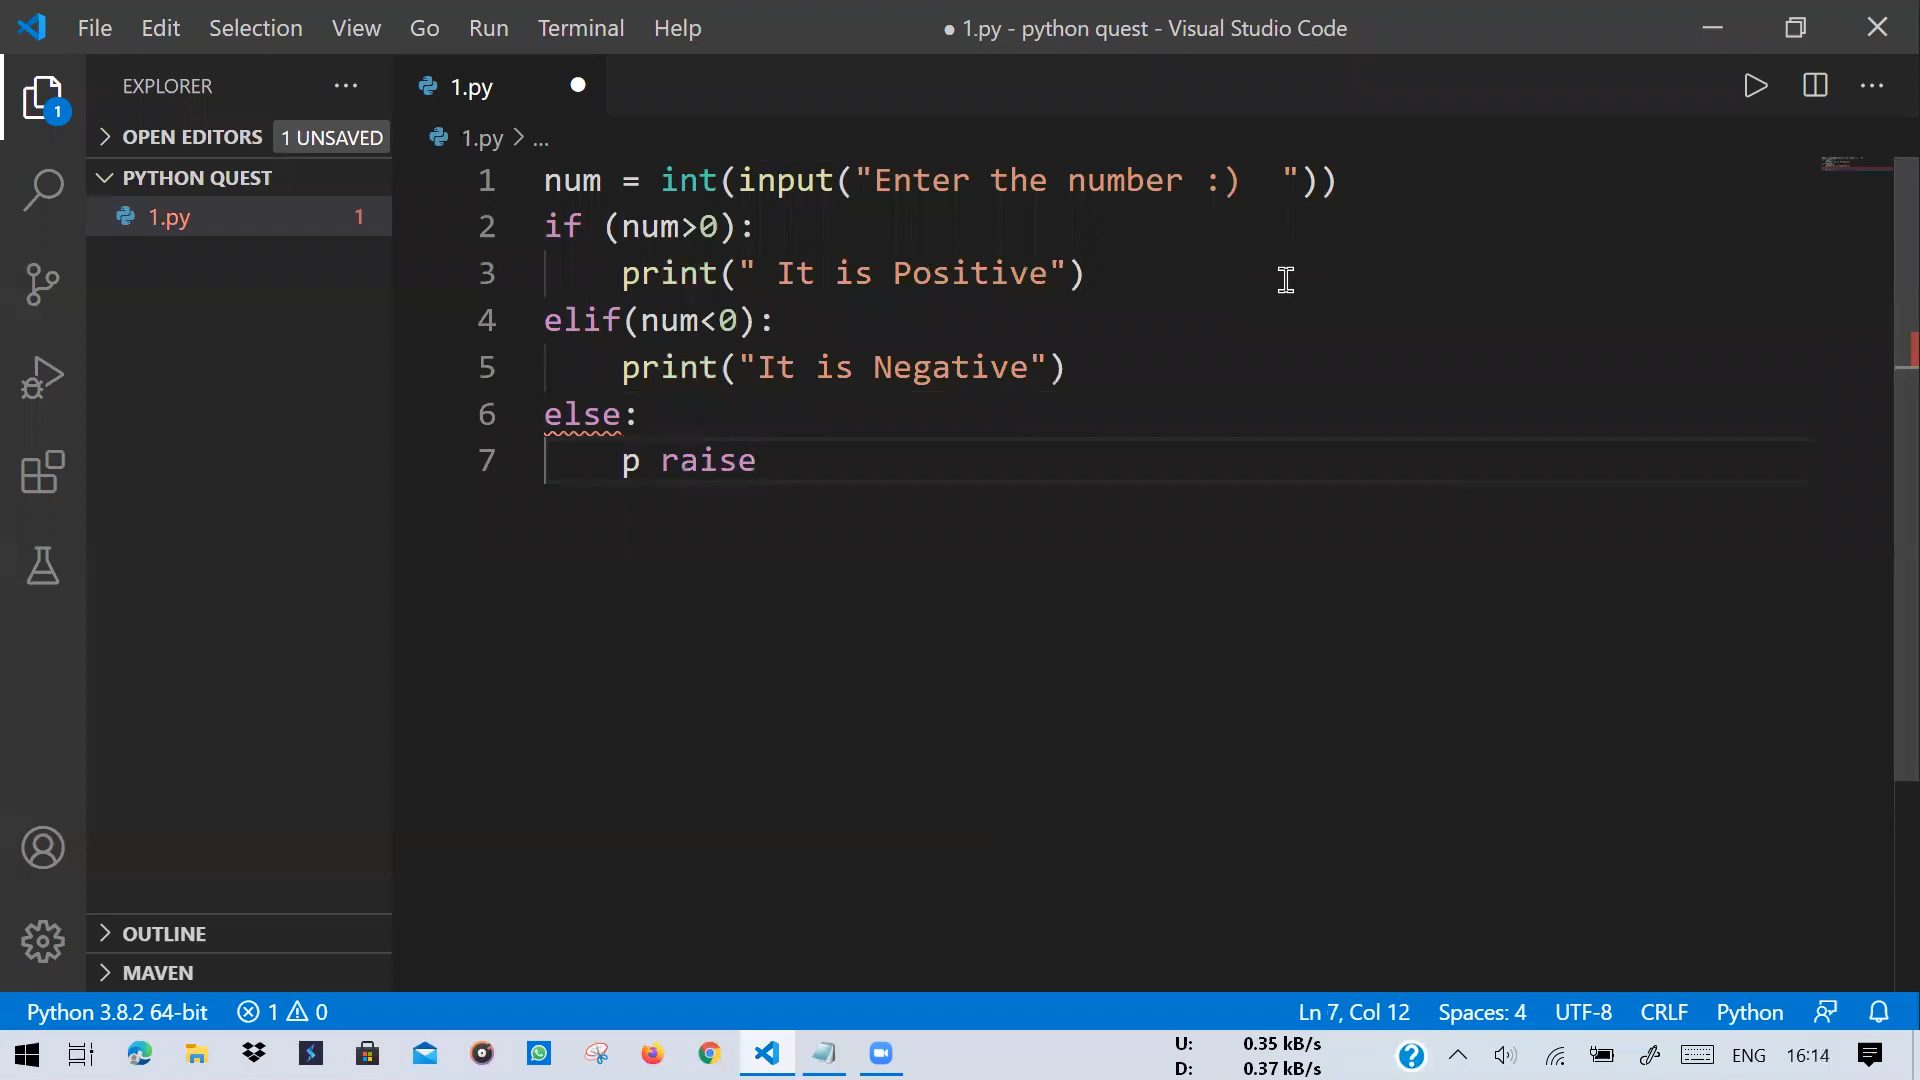 File Edit Selection View Go Run Terminal Help
● 1.py - python quest - Visual Studio Code
EXPLORER
OPEN EDITORS 1 UNSAVED
PYTHON QUEST
1.py 1
OUTLINE
MAVEN
1
1.py
1.py > ...
1 num = int(input("Enter the number :)  "))
2 if (num>0):
3     print(" It is Positive")
4 elif(num<0):
5     print("It is Negative")
6 else:
7     p raise
Python 3.8.2 64-bit 1 0
Ln 7, Col 12 Spaces: 4 UTF-8 CRLF Python
U: 0.35 kB/s
D: 0.37 kB/s
ENG 16:14